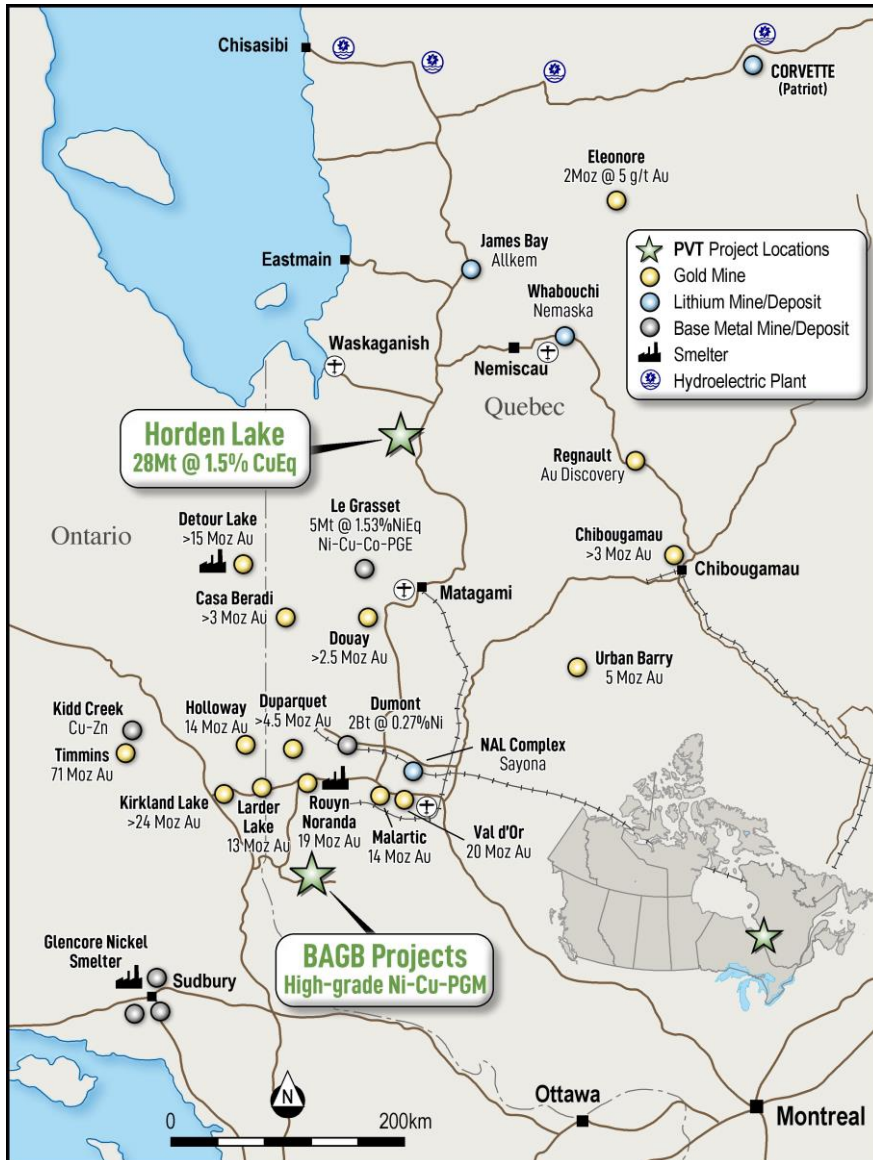 Chisasibi
CORVETTE
(Patriot)
Eleonore
2Moz @ 5 g/t Au
James Bay
Allkem
Eastmain
PVT Project Locations
Gold Mine
Lithium Mine/Deposit
Base Metal Mine/Deposit
Smelter
Hydroelectric Plant
Whabouchi
Nemaska
Waskaganish
Nemiscau
Quebec
Horden Lake
28Mt @ 1.5% CuEq
Regnault
Au Discovery
Le Grasset
5Mt @ 1.53%NiEq
Ni-Cu-Co-PGE
Ontario
Detour Lake
>15 Moz Au
Chibougamau
>3 Moz Au
Chibougamau
Casa Beradi
>3 Moz Au
Matagami
Douay
>2.5 Moz Au
Urban Barry
5 Moz Au
Kidd Creek
Cu-Zn
Timmins
71 Moz Au
Holloway
14 Moz Au
Duparquet
>4.5 Moz Au
Dumont
2Bt @ 0.27%Ni
NAL Complex
Sayona
Kirkland Lake
>24 Moz Au
Larder
Lake
13 Moz Au
Rouyn
Noranda
19 Moz Au
Malartic
14 Moz Au
Val d'Or
20 Moz Au
BAGB Projects
High-grade Ni-Cu-PGM
Glencore Nickel
Smelter
Sudbury
N
0
200km
Ottawa
Montreal